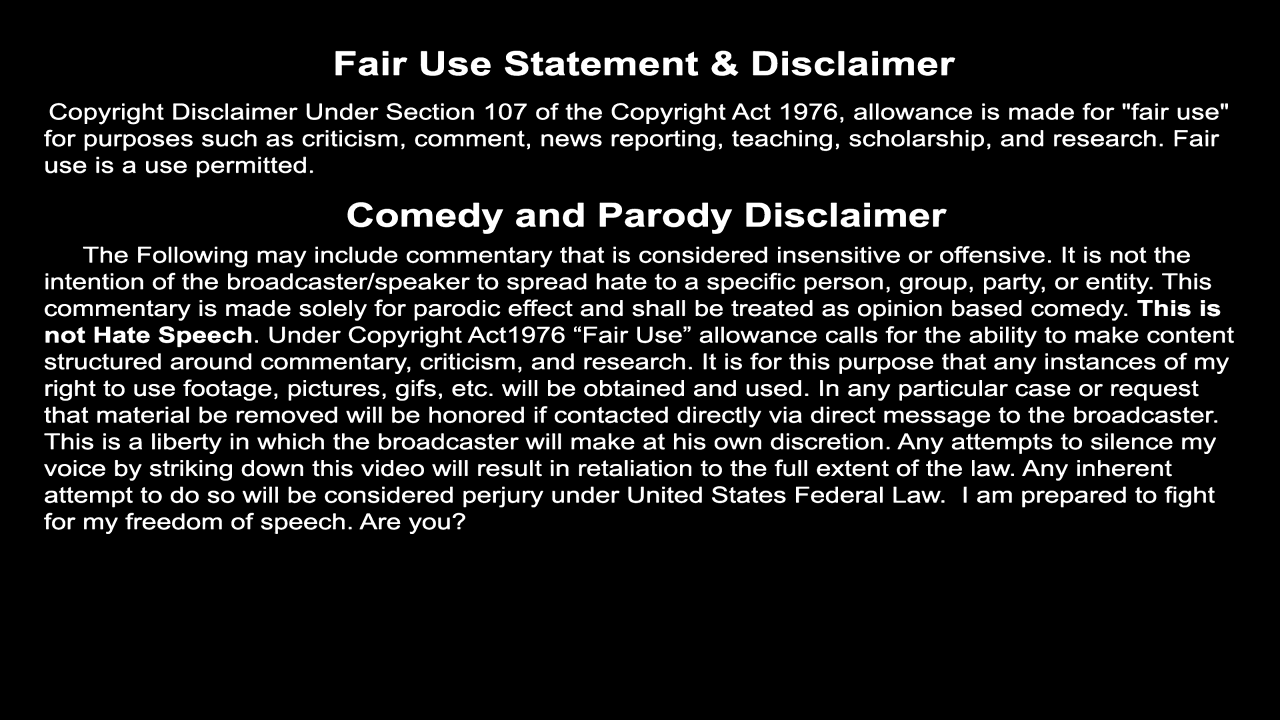 Fair Use Statement & Disclaimer
Copyright Disclaimer Under Section 107 of the Copyright Act 1976, allowance is made for "fair use"
for purposes such as criticism, comment, news reporting, teaching, scholarship, and research. Fair
use is a use permitted.
Comedy and Parody Disclaimer
The Following may include commentary that is considered insensitive or offensive. It is not the
intention of the broadcaster/speaker to spread hate to a specific person, group, party, or entity. This
commentary is made solely for parodic effect and shall be treated as opinion based comedy. This is
not Hate Speech. Under Copyright Act1976 “Fair Use” allowance calls for the ability to make content
structured around commentary, criticism, and research. It is for this purpose that any instances of my
right to use footage, pictures, gifs, etc. will be obtained and used. In any particular case or request
that material be removed will be honored if contacted directly via direct message to the broadcaster.
This is a liberty in which the broadcaster will make at his own discretion. Any attempts to silence my
voice by striking down this video will result in retaliation to the full extent of the law. Any inherent
attempt to do so will be considered perjury under United States Federal Law.  I am prepared to fight
for my freedom of speech. Are you?